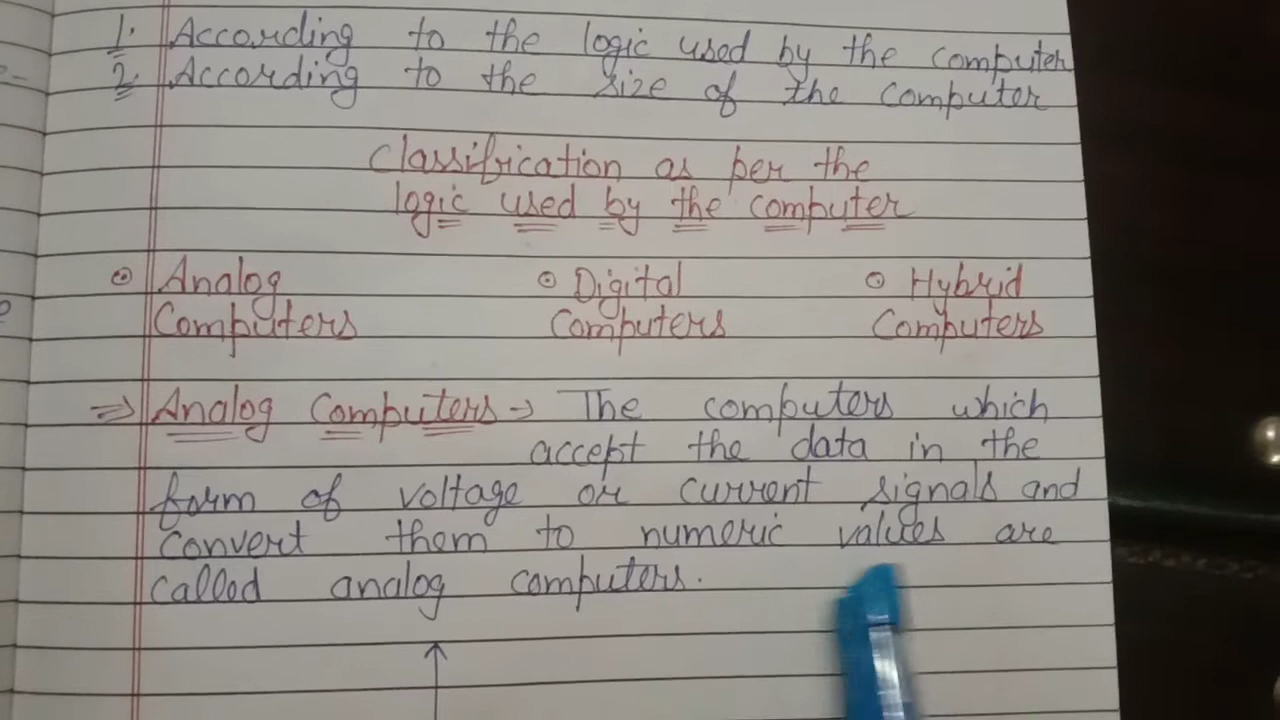 1. According to the logic used by the computer
2. According to the size of the computer
Classification as per the
logic used by the computer
Analog Digital Hybrid
Computers Computers Computers
⇒ Analog Computers → The computers which
accept the data in the
form of voltage or current signals and
convert them to numeric values are
called analog computers.